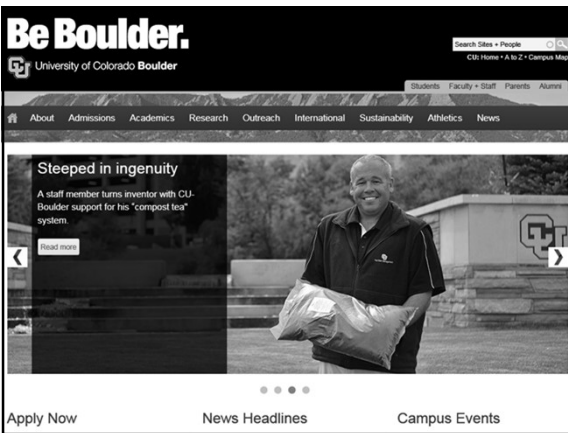 Be Boulder.
Search Sites + People
University of Colorado Boulder
CU: Home • A to Z • Campus Map
Students Faculty + Staff Parents Alumni
About Admissions Academics Research Outreach International Sustainability Athletics News
Steeped in ingenuity
A staff member turns inventor with CU-
Boulder support for his "compost tea"
system.
Read more
Apply Now News Headlines Campus Events